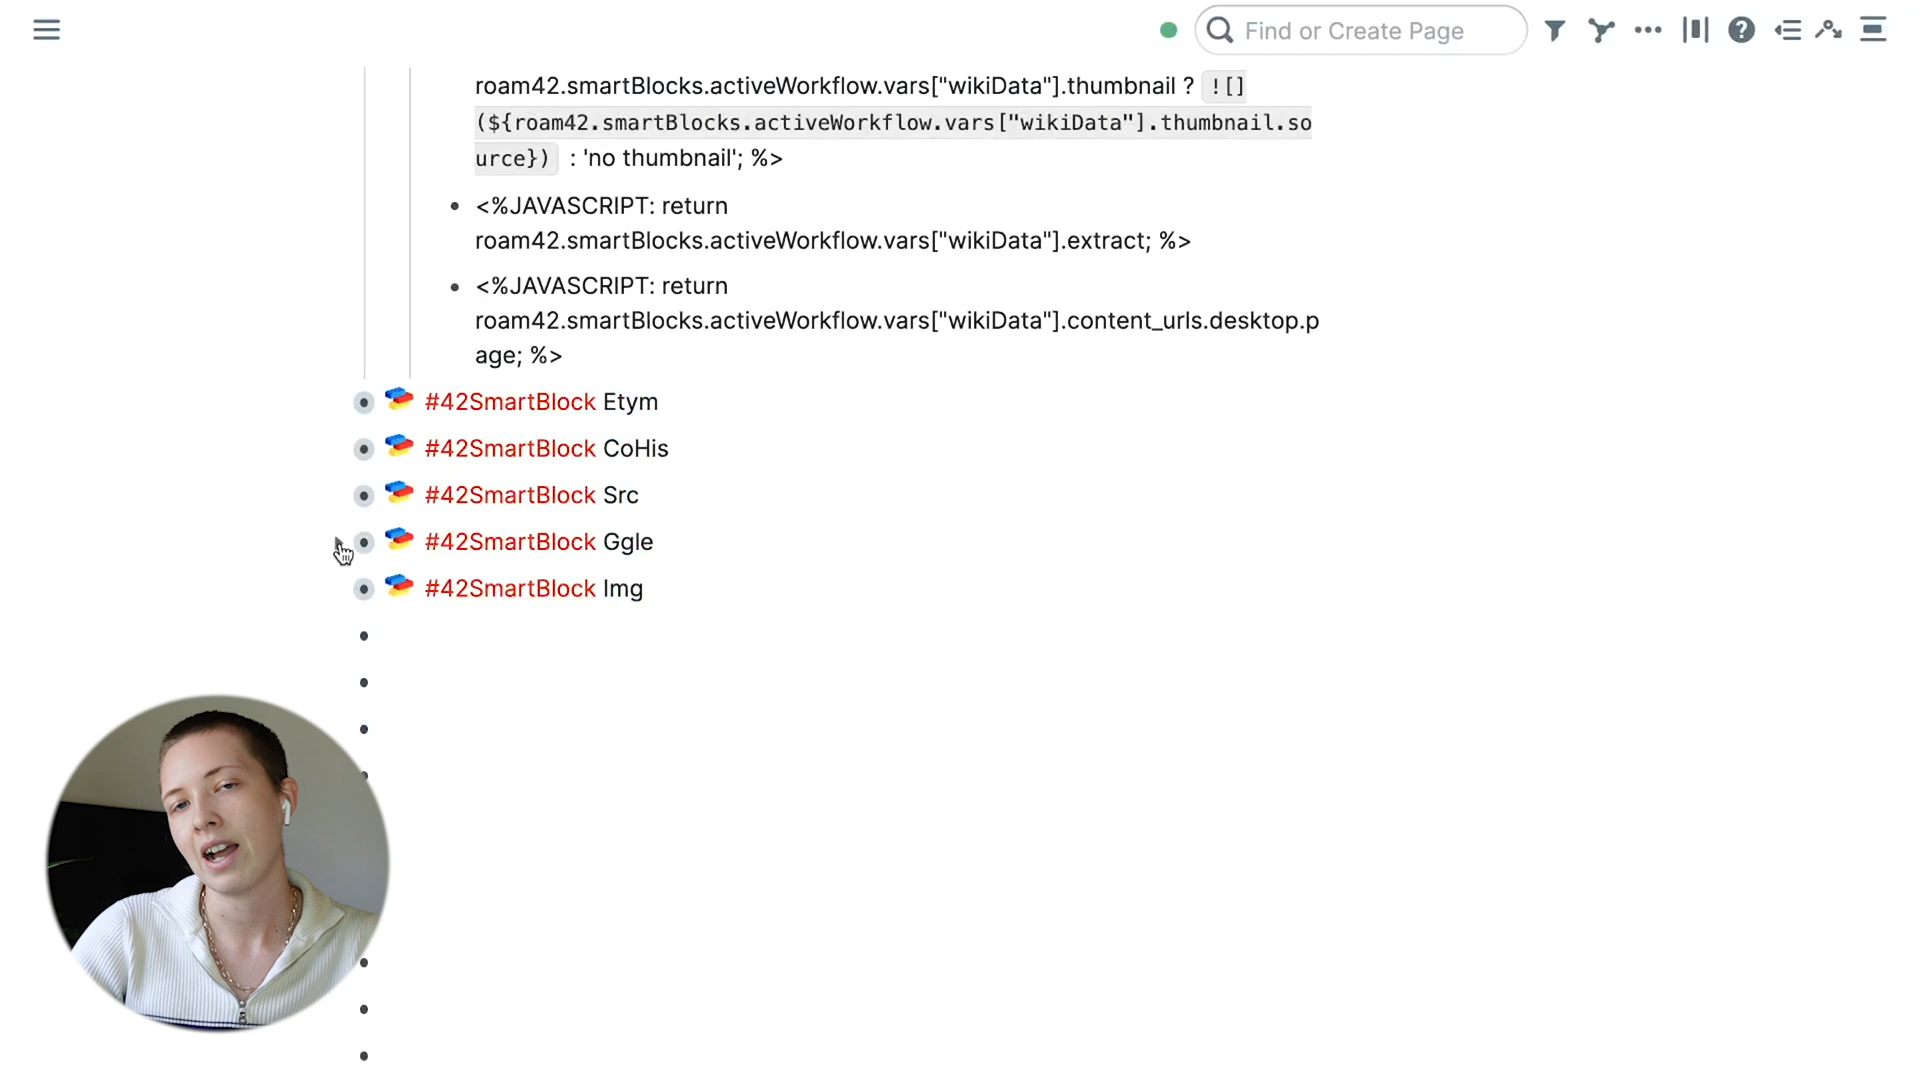 Find or Create Page
roam42.smartBlocks.activeWorkflow.vars["wikiData"].thumbnail ? ![]
(${roam42.smartBlocks.activeWorkflow.vars["wikiData"].thumbnail.so
urce}) : 'no thumbnail'; %>
<%JAVASCRIPT: return
roam42.smartBlocks.activeWorkflow.vars["wikiData"].extract; %>
<%JAVASCRIPT: return
roam42.smartBlocks.activeWorkflow.vars["wikiData"].content_urls.desktop.p
age; %>
#42SmartBlock Etym
#42SmartBlock CoHis
#42SmartBlock Src
#42SmartBlock Ggle
#42SmartBlock Img